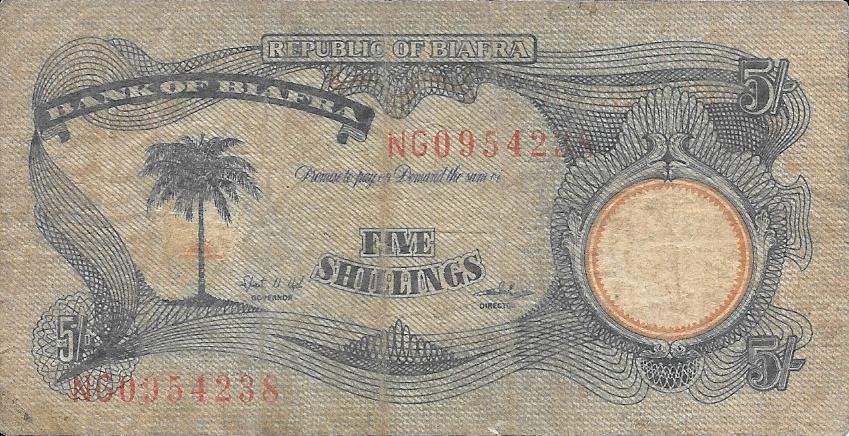 REPUBLIC OF BIAFRA
5/-
BANK OF BIAFRA
NG0954238
Promise to pay on Demand the sum of
FIVE
SHILLINGS
GOVERNOR
DIRECTOR
5/-
5/-
NG0954238